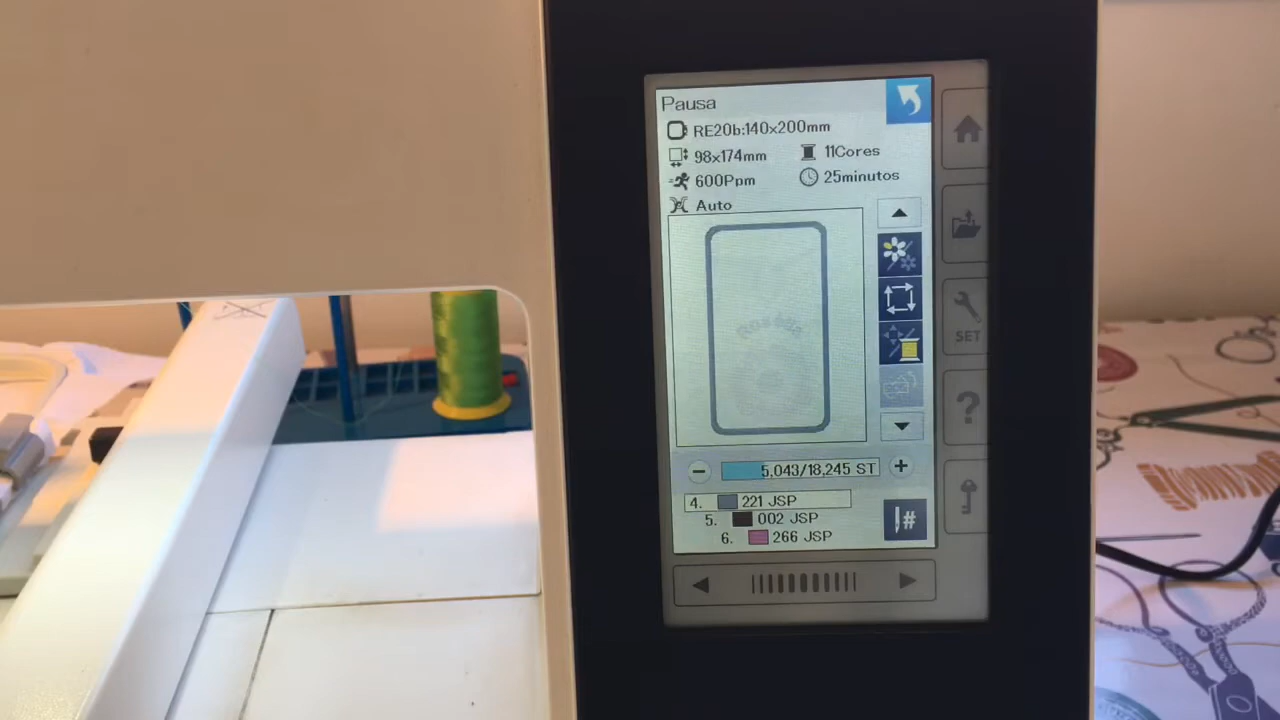 Pausa
RE20b:140x200mm
98x174mm 11Cores
600Ppm 25minutos
Auto
SET
?
5,043/18,245 ST
4. 221 JSP
5. 002 JSP
6. 266 JSP
#